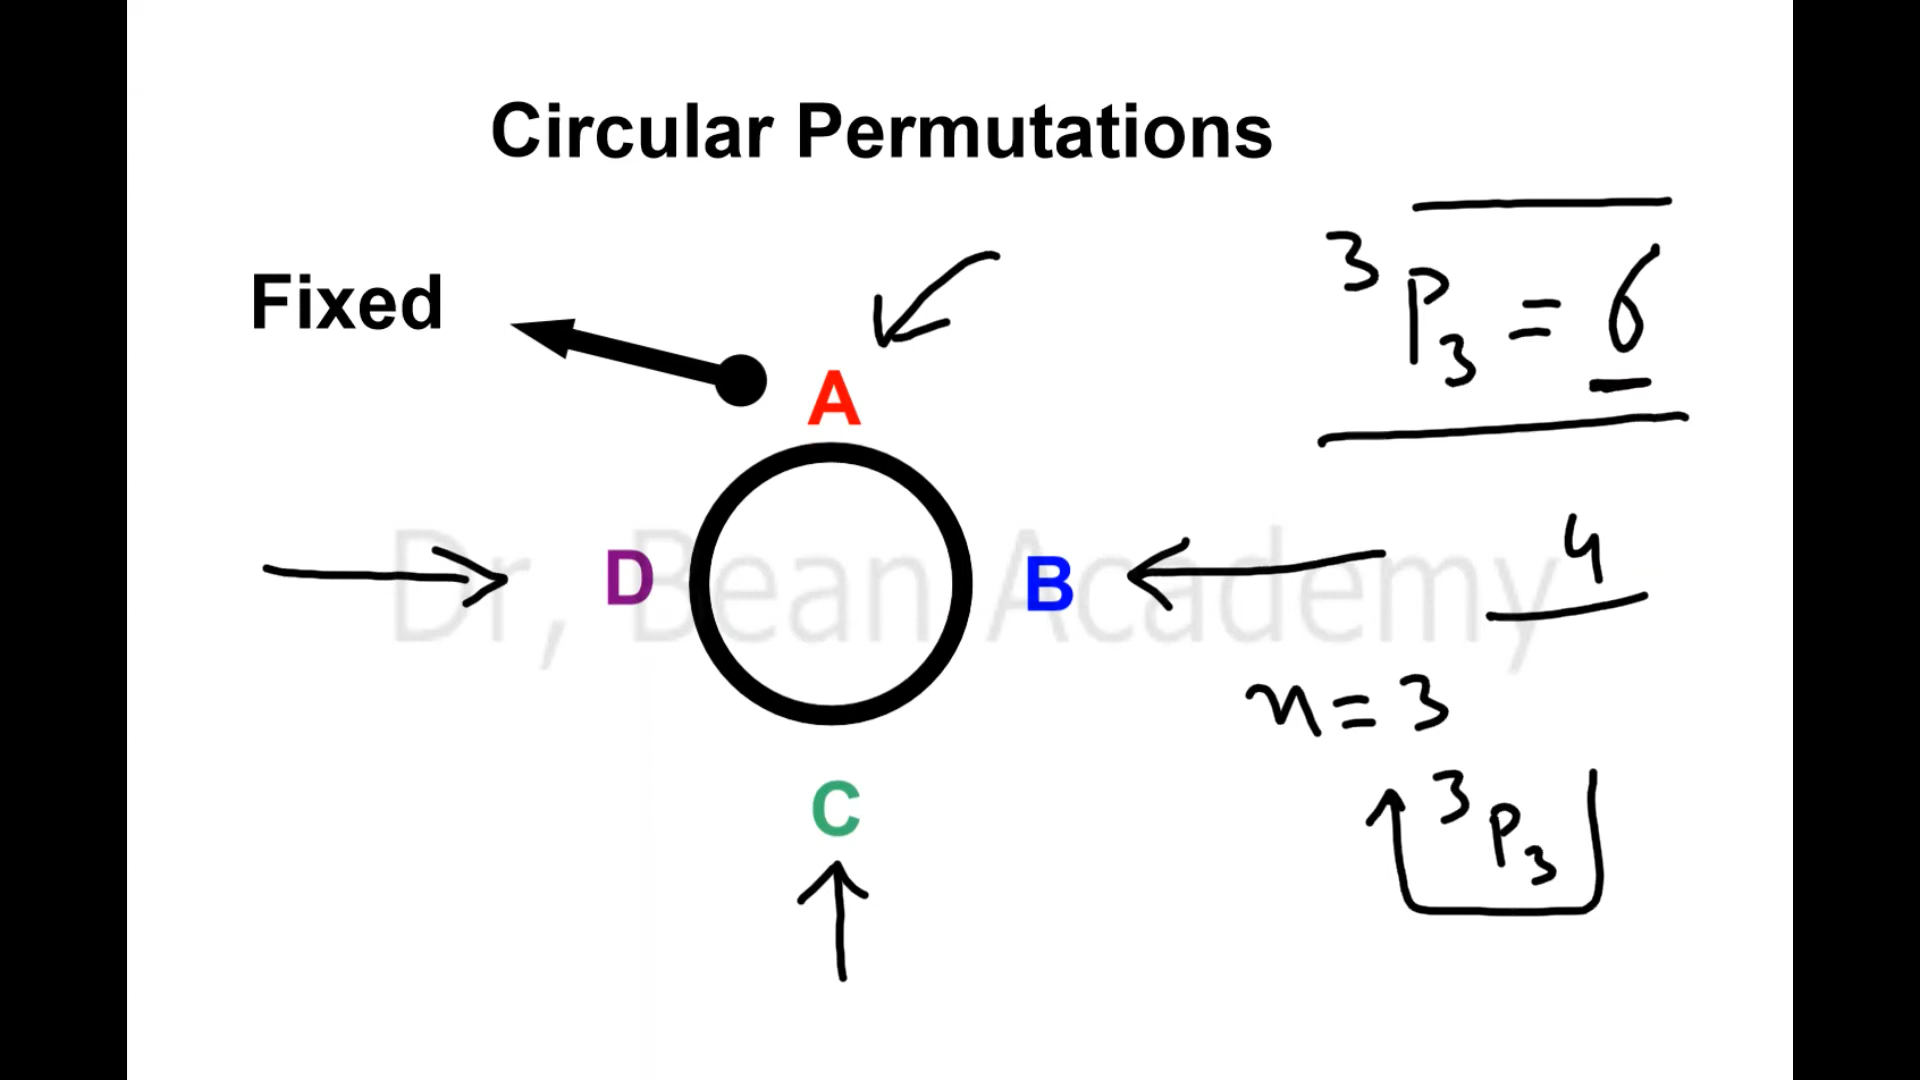 Circular Permutations
Fixed
³P₃ = 6
A
D
B
4
C
n = 3
³P₃
Dr, Bean Academy